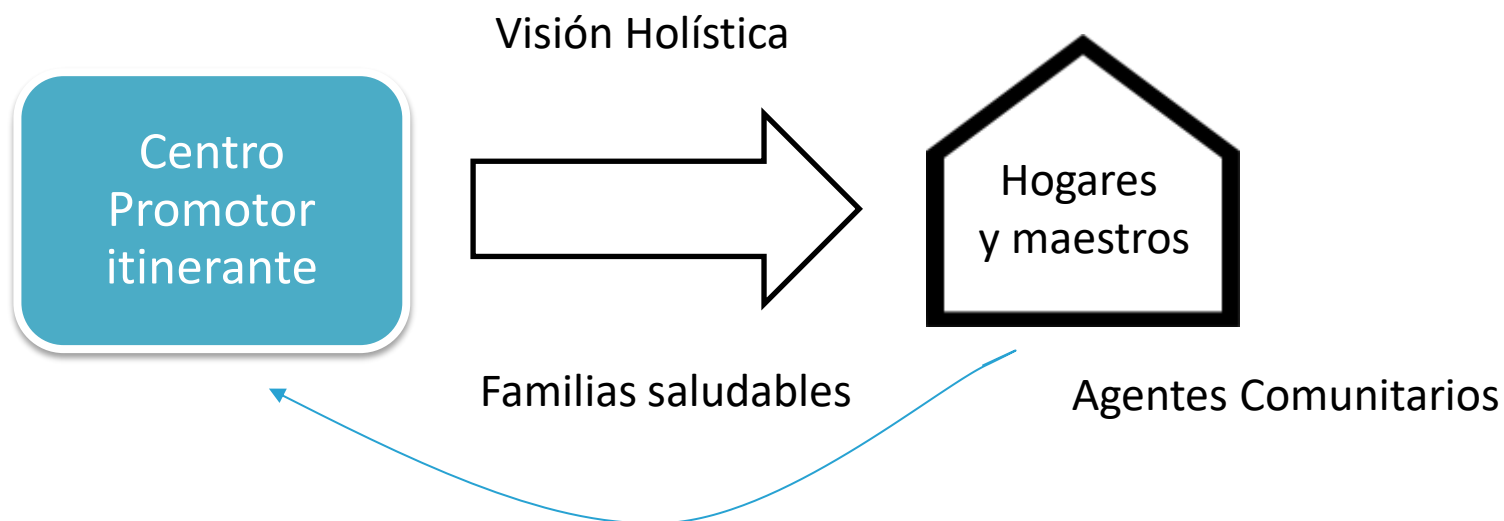 Visión Holística
Centro
Promotor
itinerante
Hogares
y maestros
Familias saludables
Agentes Comunitarios